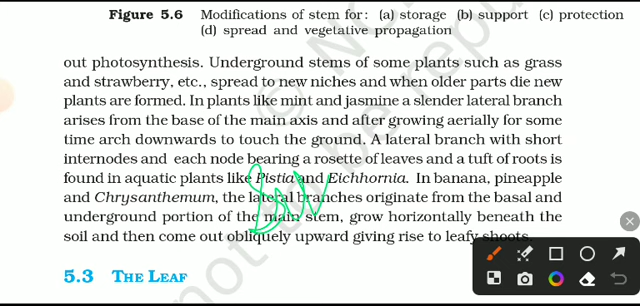 Figure 5.6 Modifications of stem for: (a) storage (b) support (c) protection
(d) spread and vegetative propagation
out photosynthesis. Underground stems of some plants such as grass
and strawberry, etc., spread to new niches and when older parts die new
plants are formed. In plants like mint and jasmine a slender lateral branch
arises from the base of the main axis and after growing aerially for some
time arch downwards to touch the ground. A lateral branch with short
internodes and each node bearing a rosette of leaves and a tuft of roots is
found in aquatic plants like Pistia and Eichhornia. In banana, pineapple
and Chrysanthemum, the lateral branches originate from the basal and
underground portion of the main stem, grow horizontally beneath the
soil and then come out obliquely upward giving rise to leafy shoots.
5.3 THE LEAF